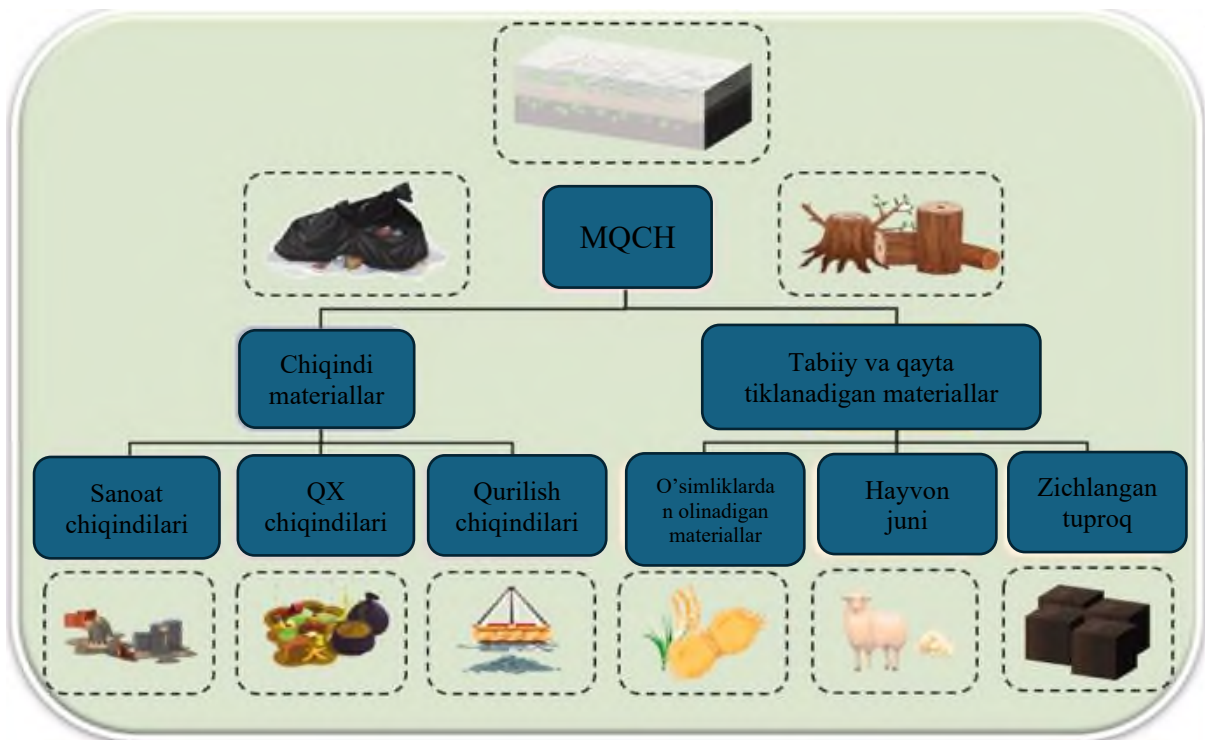 MQCH
Chiqindi
materiallar
Tabiiy va qayta
tiklanadigan materiallar
Sanoat
chiqindilari
QX
chiqindilari
Qurilish
chiqindilari
O’simliklarda
n olinadigan
materiallar
Hayvon
juni
Zichlangan
tuproq